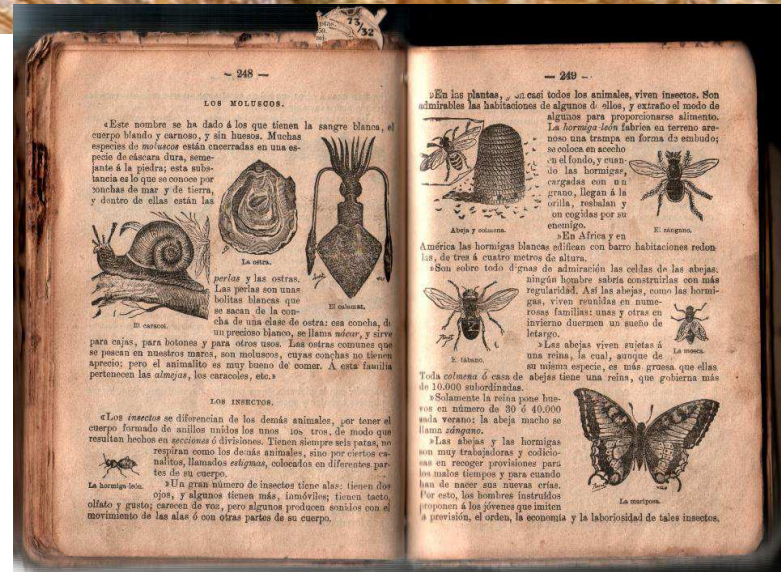 73/32
— 248 —
LOS MOLUSCOS.
«Este nombre se ha dado á los que tienen la sangre blanca, el
cuerpo blando y carnoso, y sin huesos. Muchas
especies de moluscos están encerradas en una es-
pecie de cáscara dura, seme-
jante á la piedra; esta subs-
tancia es lo que se conoce por
conchas de mar y de tierra,
y dentro de ellas están las
La ostra.
El caracol.
El calamar.
perlas y las ostras.
Las perlas son unas
bolitas blancas que
se sacan de la con-
cha de una clase de ostra: esa concha, de
un precioso blanco, se llama nácar, y sirve
para cajas, para botones y para otros usos. Las ostras comunes que
se pescan en nuestros mares, son moluscos, cuyas conchas no tienen
aprecio; pero el animalito es muy bueno de comer. A esta familia
pertenecen las almejas, los caracoles, etc.»
LOS INSECTOS.
«Los insectos se diferencian de los demás animales, por tener el
cuerpo formado de anillos unidos los unos los tros, de modo que
resultan hechos en secciones ó divisiones. Tienen siempre seis patas, no
respiran como los demás animales, sino por ciertos ca-
nalitos, llamados estigmas, colocados en diferentes par-
tes de su cuerpo.
La hormiga-león.
»Un gran número de insectos tiene alas: tienen dos
ojos, y algunos tienen más, inmóviles; tienen tacto,
olfato y gusto; carecen de voz, pero algunos producen sonidos con el
movimiento de las alas ó con otras partes de su cuerpo.
— 249 —
»En las plantas, y en casi todos los animales, viven insectos. Son
admirables las habitaciones de algunos de ellos, y extraño el modo de
algunos para proporcionarse alimento.
La hormiga-león fabrica en terreno are-
noso una trampa en forma de embudo;
se coloca en acecho
en el fondo, y cuan-
do las hormigas,
cargadas con un
grano, llegan á la
orilla, resbalan y
son cogidas por su
enemigo.
Abeja y colmena.
El zángano.
»En Africa y en
América las hormigas blancas edifican con barro habitaciones redon-
das, de tres á cuatro metros de altura.
»Son sobre todo dignas de admiración las celdas de las abejas,
ningún hombre sabría construirlas con más
regularidad. Así las abejas, como las hormi-
gas, viven reunidas en nume-
rosas familias: unas y otras en
invierno duermen un sueño de
letargo.
»Las abejas viven sujetas á
una reina, la cual, aunque de
su misma especie, es más gruesa que ellas
El tábano.
La mosca.
Toda colmena ó casa de abejas tiene una reina, que gobierna más
de 10.000 subordinadas.
»Solamente la reina pone hue-
vos en número de 30 ó 40.000
cada verano; la abeja macho se
llama zángano.
»Las abejas y las hormigas
son muy trabajadoras y codicio-
sas en recoger provisiones para
los malos tiempos y para cuando
han de nacer sus nuevas crías.
Por esto, los hombres instruídos
proponen á los jóvenes que imiten
La mariposa.
la previsión, el orden, la economía y la laboriosidad de tales insectos.